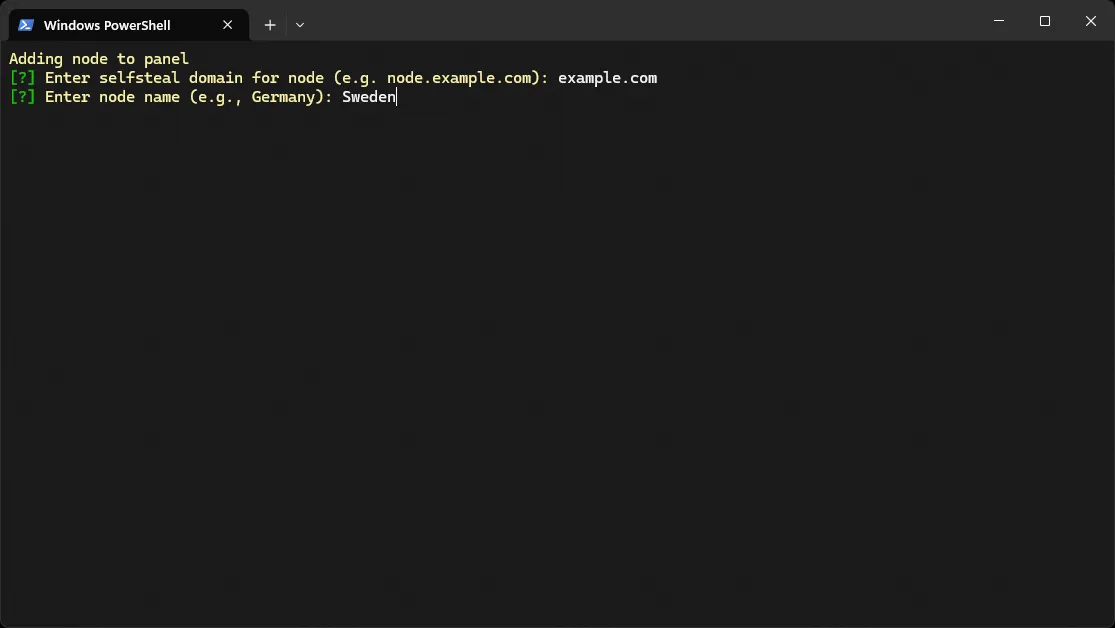 Windows PowerShell
Adding node to panel
[?] Enter selfsteal domain for node (e.g. node.example.com): example.com
[?] Enter node name (e.g., Germany): Sweden